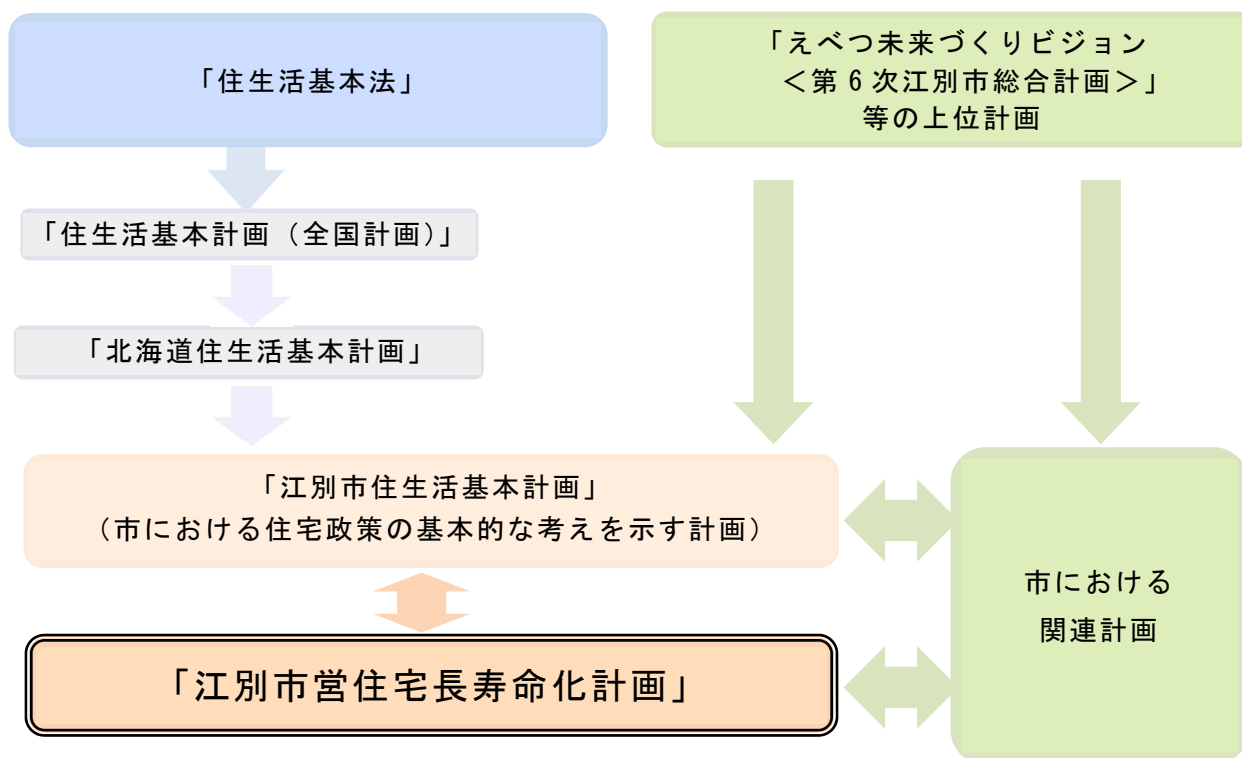 「住生活基本法」
「えべつ未来づくりビジョン
＜第6次江別市総合計画＞」
等の上位計画
「住生活基本計画（全国計画）」
「北海道住生活基本計画」
「江別市住生活基本計画」
（市における住宅政策の基本的な考えを示す計画）
市における
関連計画
「江別市営住宅長寿命化計画」